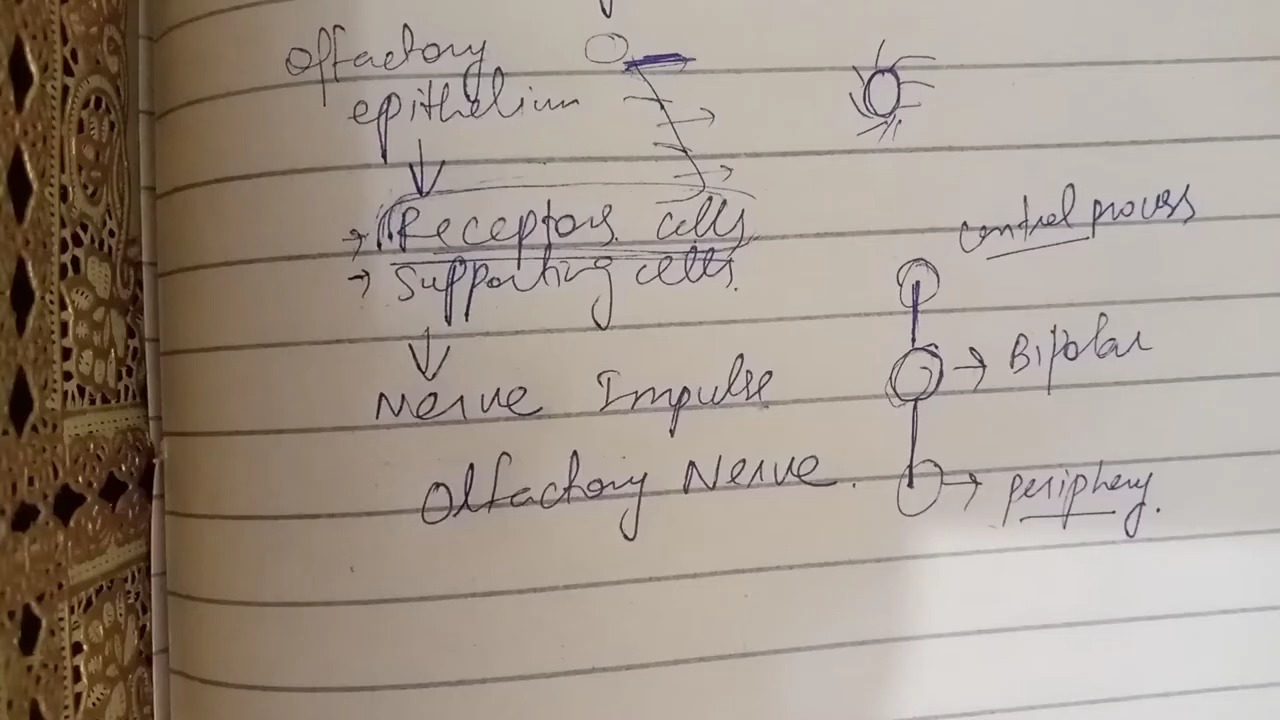 Olfactory
epithelium
Receptors cells
Supporting cells.
Nerve Impulse
Olfactory Nerve.
central process
Bipolar
periphery.